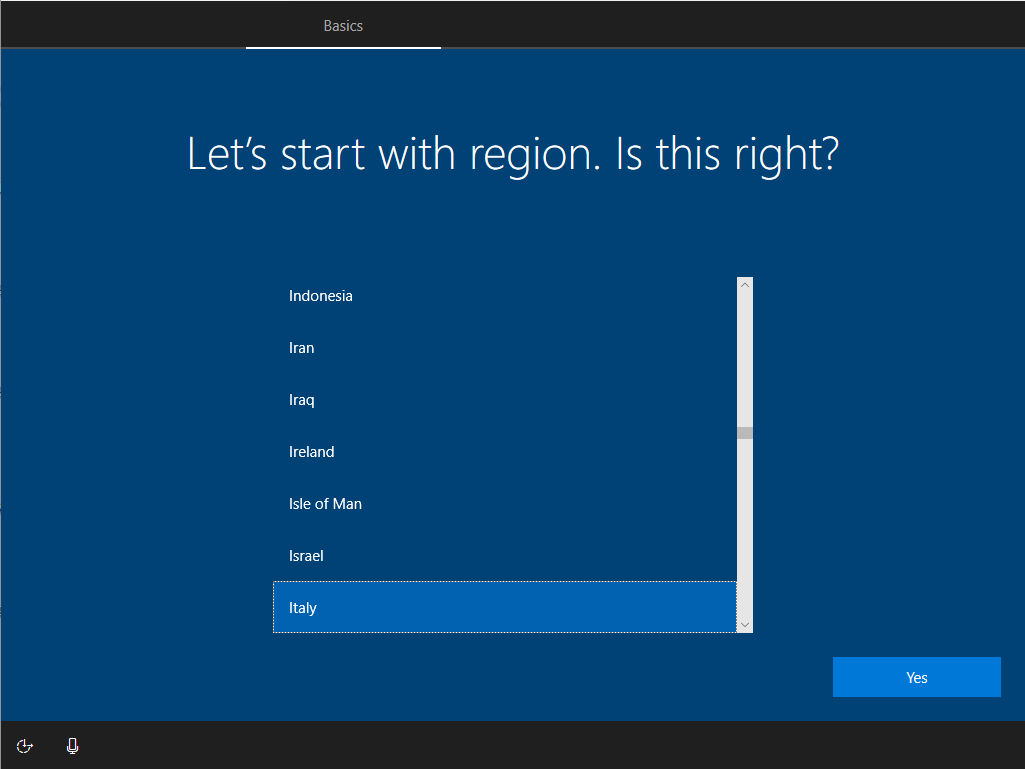 Basics
Let’s start with region. Is this right?
Indonesia
Iran
Iraq
Ireland
Isle of Man
Israel
Italy
Yes